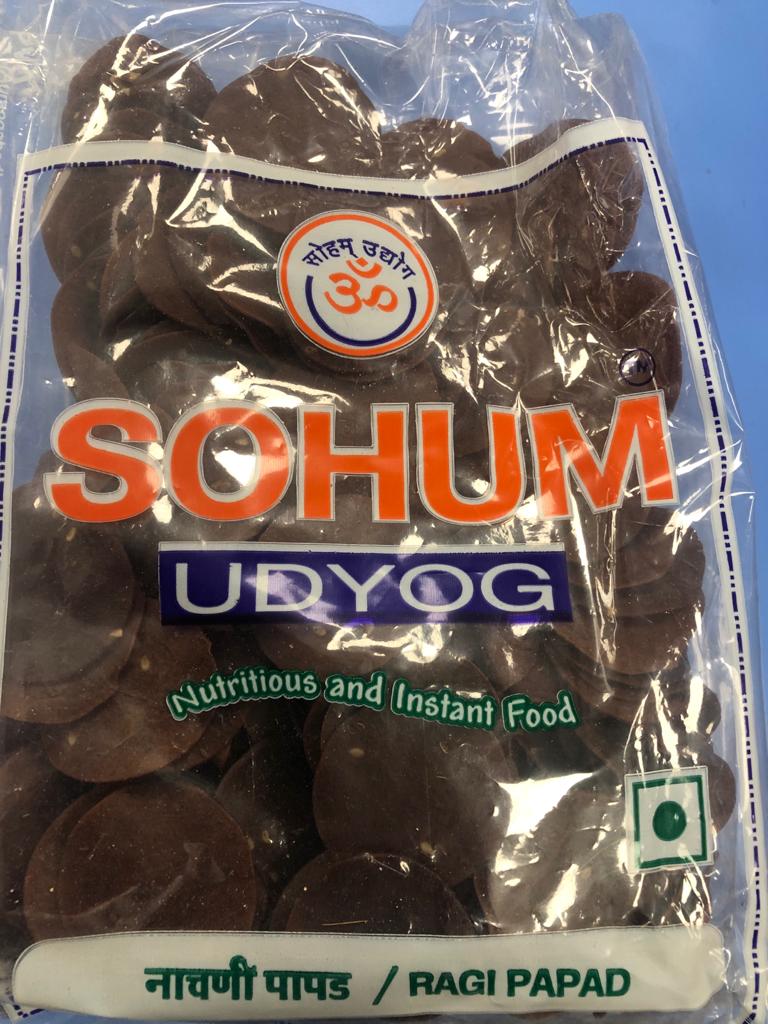 सोहम् उद्योग
ॐ
SOHUM
UDYOG
Nutritious and Instant Food
नाचणी पापड / RAGI PAPAD